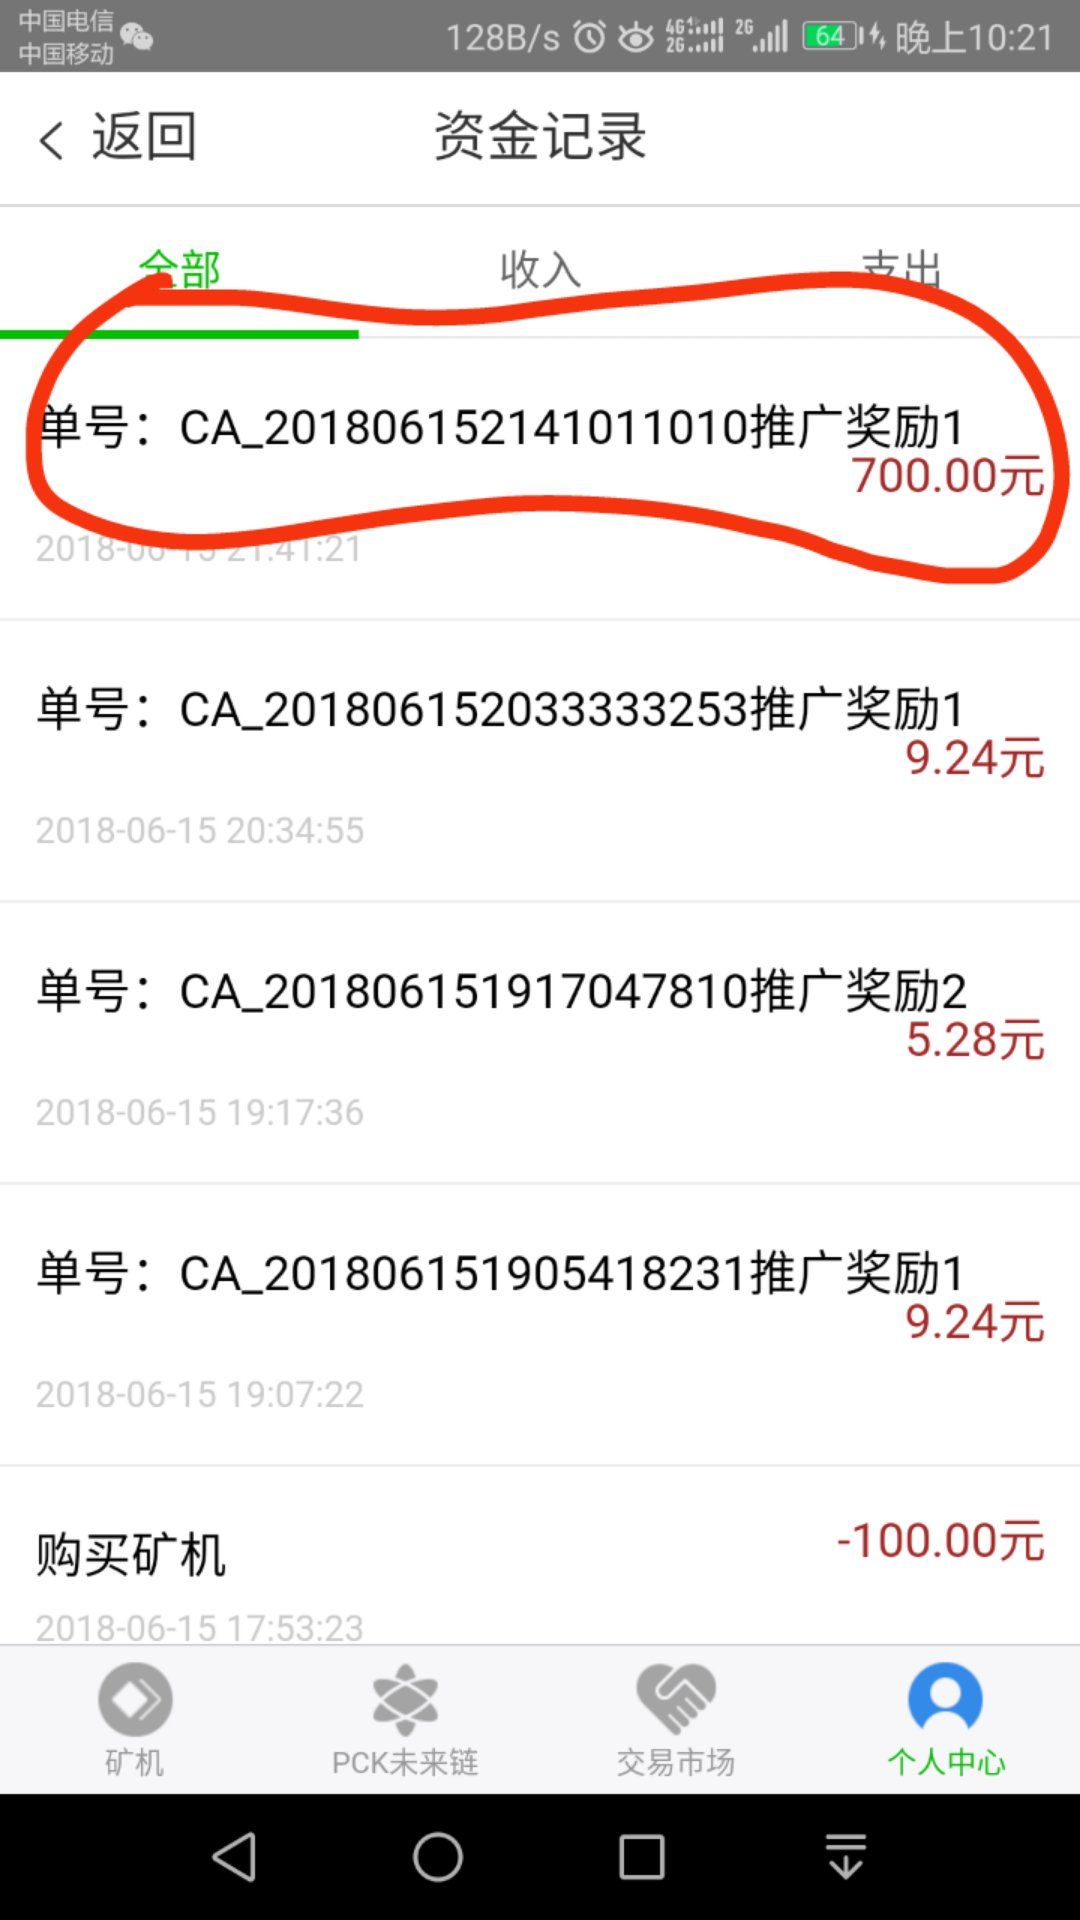 中国电信
中国移动
128B/s 4G 2G 2G 64 晚上10:21
返回 资金记录
全部 收入 支出
单号：CA_201806152141011010推广奖励1
700.00元
2018-06-15 21:41:21
单号：CA_201806152033333253推广奖励1
9.24元
2018-06-15 20:34:55
单号：CA_201806151917047810推广奖励2
5.28元
2018-06-15 19:17:36
单号：CA_201806151905418231推广奖励1
9.24元
2018-06-15 19:07:22
购买矿机 -100.00元
2018-06-15 17:53:23
矿机 PCK未来链 交易市场 个人中心